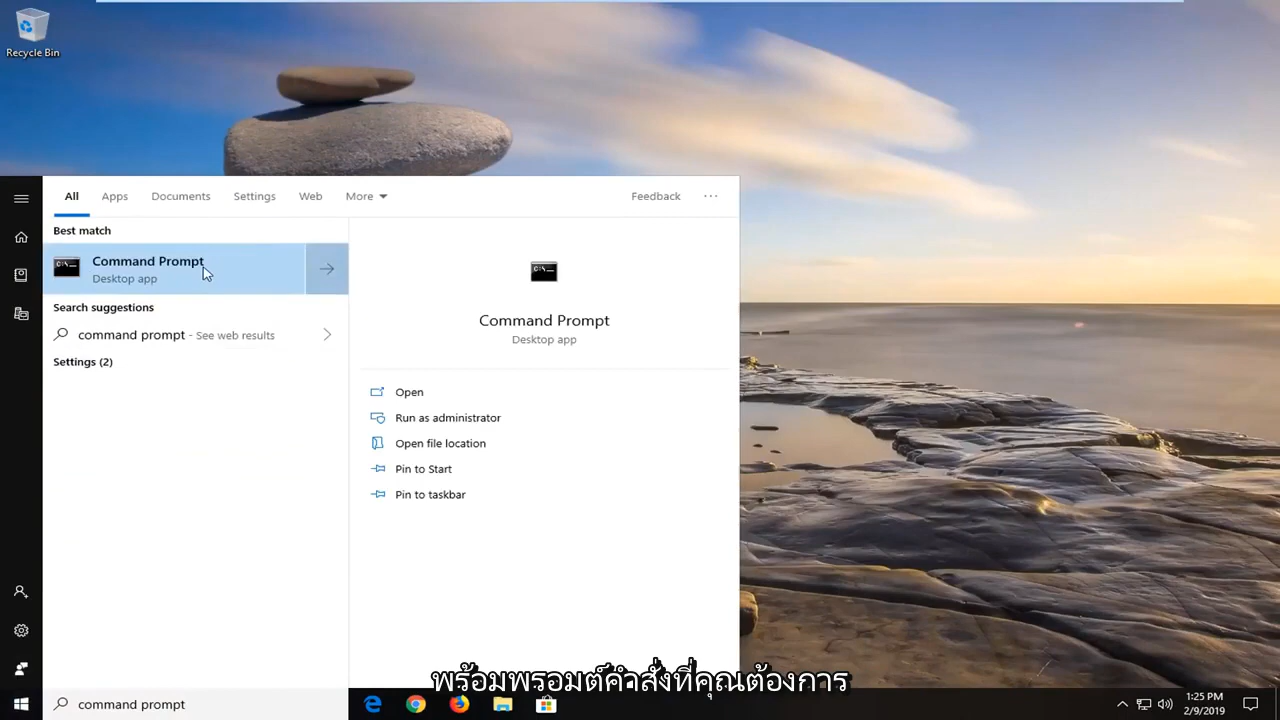 Recycle Bin
All Apps Documents Settings Web More Feedback ...
Best match
Command Prompt
Desktop app
Search suggestions
command prompt - See web results
Settings (2)
Command Prompt
Desktop app
Open
Run as administrator
Open file location
Pin to Start
Pin to taskbar
พร้อมพรอมต์คำสั่งที่คุณต้องการ
command prompt
1:25 PM
2/9/2019